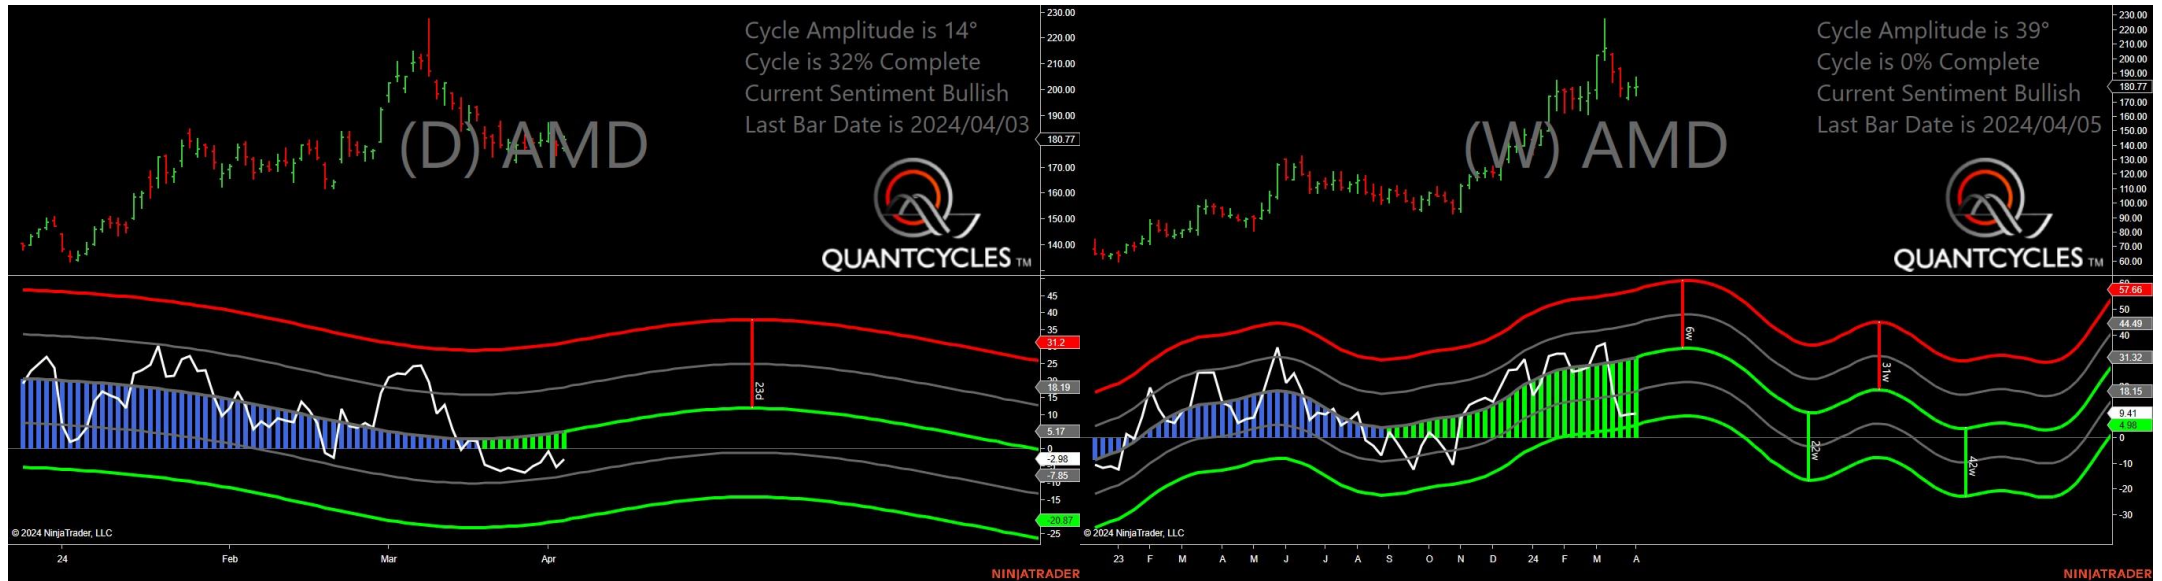 Cycle Amplitude is 14°
Cycle is 32% Complete
Current Sentiment Bullish
Last Bar Date is 2024/04/03
(D) AMD
QUANTCYCLES TM
230.00
220.00
210.00
200.00
190.00
180.77
170.00
160.00
150.00
140.00
45
40
35
31.2
25
18.19
15
10
5.17
0
-2.98
-7.85
-10
-15
-20.87
-25
23d
© 2024 NinjaTrader, LLC
24 Feb Mar Apr
NINJATRADER
Cycle Amplitude is 39°
Cycle is 0% Complete
Current Sentiment Bullish
Last Bar Date is 2024/04/05
(W) AMD
QUANTCYCLES TM
230.00
220.00
210.00
200.00
190.00
180.77
170.00
160.00
150.00
140.00
130.00
120.00
110.00
100.00
90.00
80.00
70.00
60.00
57.66
44.49
40
31.32
18.15
9.41
4.98
0
-10
-20
-30
6w
31w
22w
42w
© 2024 NinjaTrader, LLC
23 F M A M J J A S O N D 24 F M A
NINJATRADER